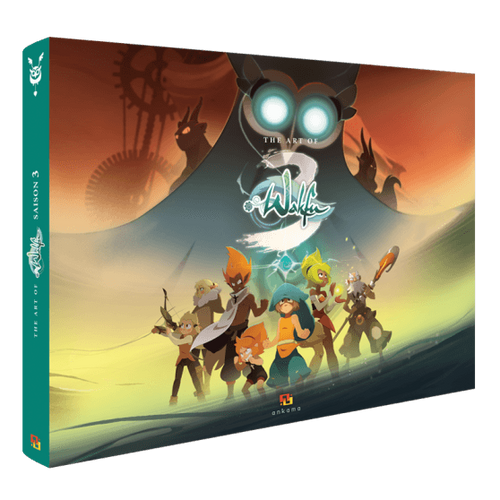 THE ART OF
3
Wakfu
ankama
THE ART OF Wakfu SAISON 3